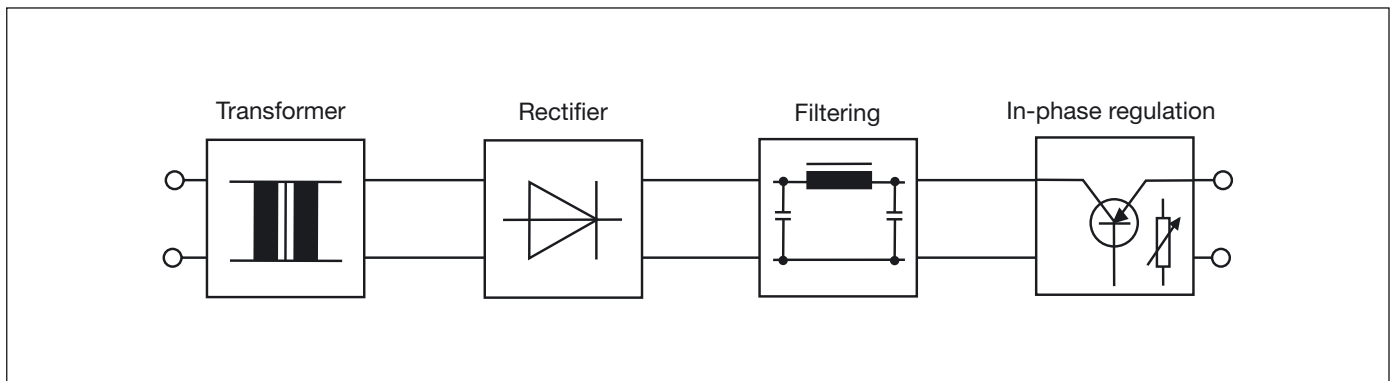 Transformer
Rectifier
Filtering
In-phase regulation